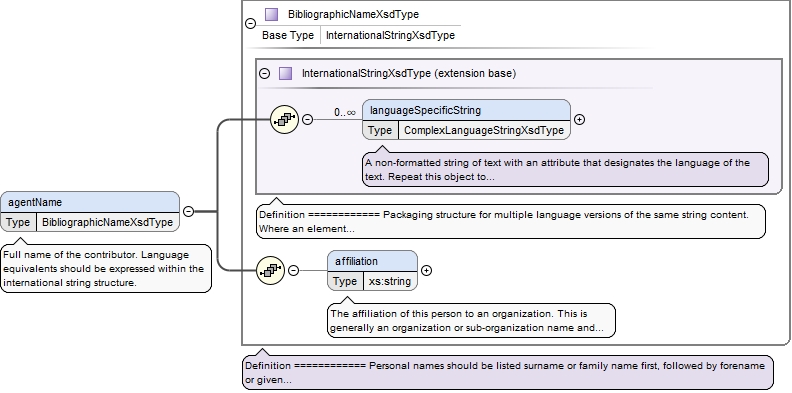 BibliographicNameXsdType
Base Type InternationalStringXsdType
InternationalStringXsdType (extension base)
0..∞
languageSpecificString
Type ComplexLanguageStringXsdType
A non-formatted string of text with an attribute that designates the language of the
text. Repeat this object to...
agentName
Type BibliographicNameXsdType
Full name of the contributor. Language
equivalents should be expressed within the
international string structure.
Definition ============ Packaging structure for multiple language versions of the same string content.
Where an element...
affiliation
Type xs:string
The affiliation of this person to an organization. This is
generally an organization or sub-organization name and...
Definition ============ Personal names should be listed surname or family name first, followed by forename
or given...